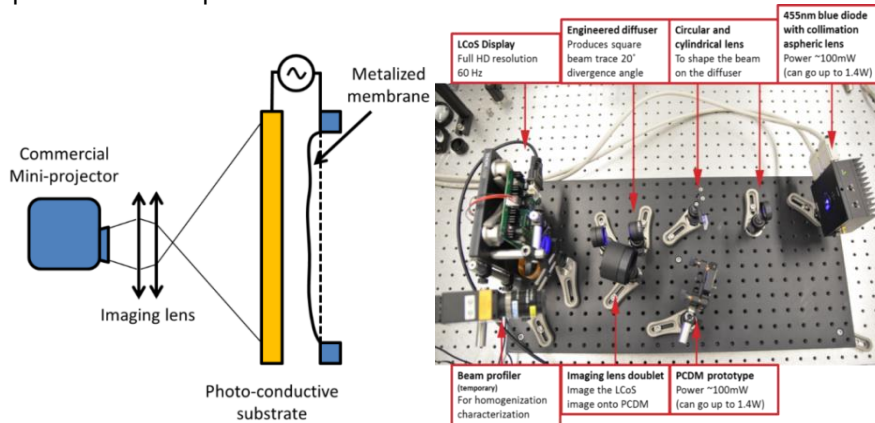 Metalized
membrane
Commercial
Mini-projector
Imaging lens
Photo-conductive
substrate
LCoS Display
Full HD resolution
60 Hz
Engineered diffuser
Produces square
beam trace 20°
divergence angle
Circular and
cylindrical lens
To shape the beam
on the diffuser
455nm blue diode
with collimation
aspheric lens
Power ~100mW
(can go up to 1.4W)
Beam profiler
(temporary)
For homogenization
characterization
Imaging lens doublet
Image the LCoS
image onto PCDM
PCDM prototype
Power ~100mW
(can go up to 1.4W)